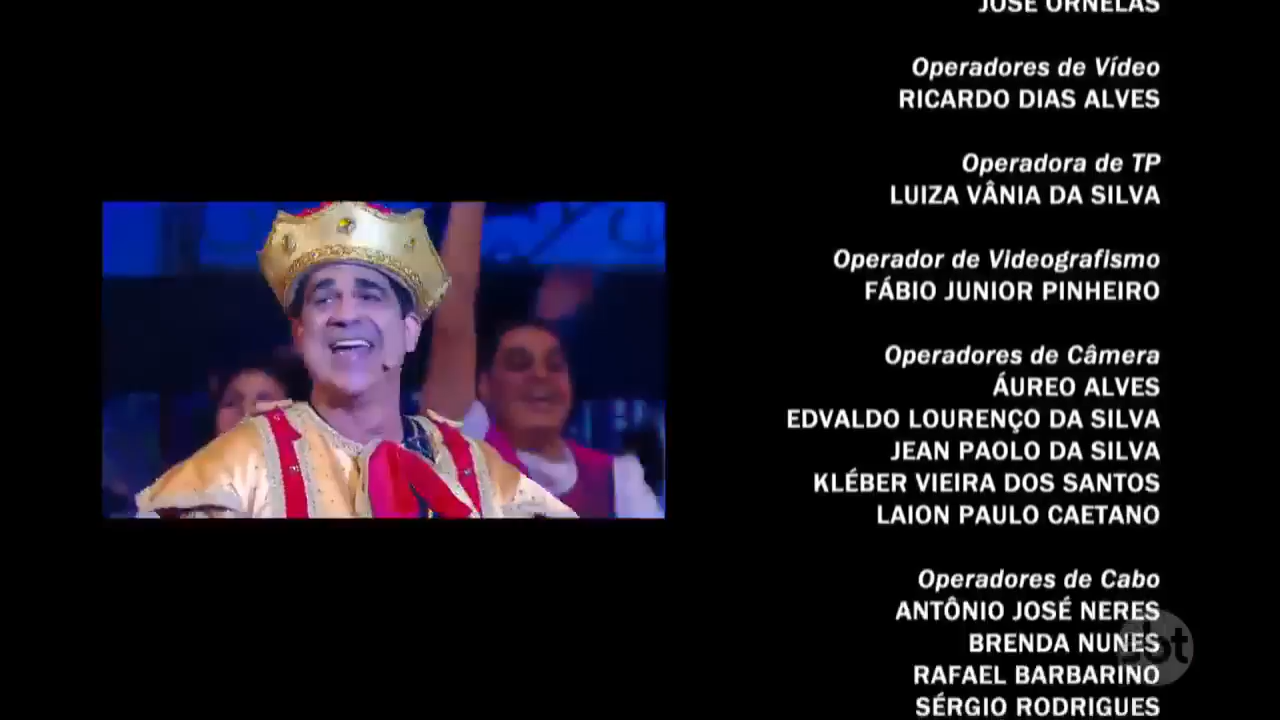 JOSÉ ORNELAS
Operadores de Vídeo
RICARDO DIAS ALVES
Operadora de TP
LUIZA VÂNIA DA SILVA
Operador de Videografismo
FÁBIO JUNIOR PINHEIRO
Operadores de Câmera
ÁUREO ALVES
EDVALDO LOURENÇO DA SILVA
JEAN PAOLO DA SILVA
KLÉBER VIEIRA DOS SANTOS
LAION PAULO CAETANO
Operadores de Cabo
ANTÔNIO JOSÉ NERES
BRENDA NUNES
RAFAEL BARBARINO
SÉRGIO RODRIGUES
sbt